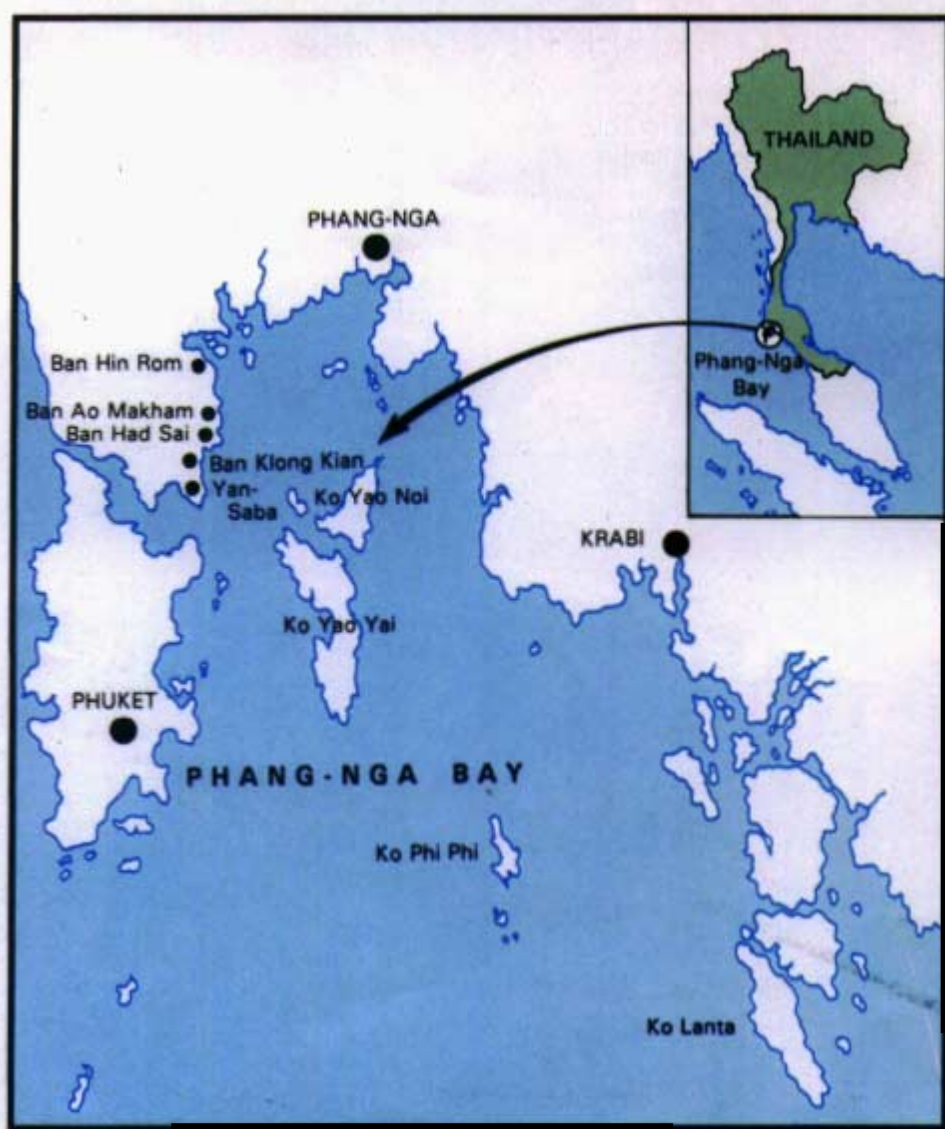 THAILAND
Phang-Nga
Bay
PHANG-NGA
Ban Hin Rom
Ban Ao Makham
Ban Had Sai
Ban Klong Kian
Yan-
Saba
Ko Yao Noi
KRABI
Ko Yao Yai
PHUKET
PHANG-NGA BAY
Ko Phi Phi
Ko Lanta